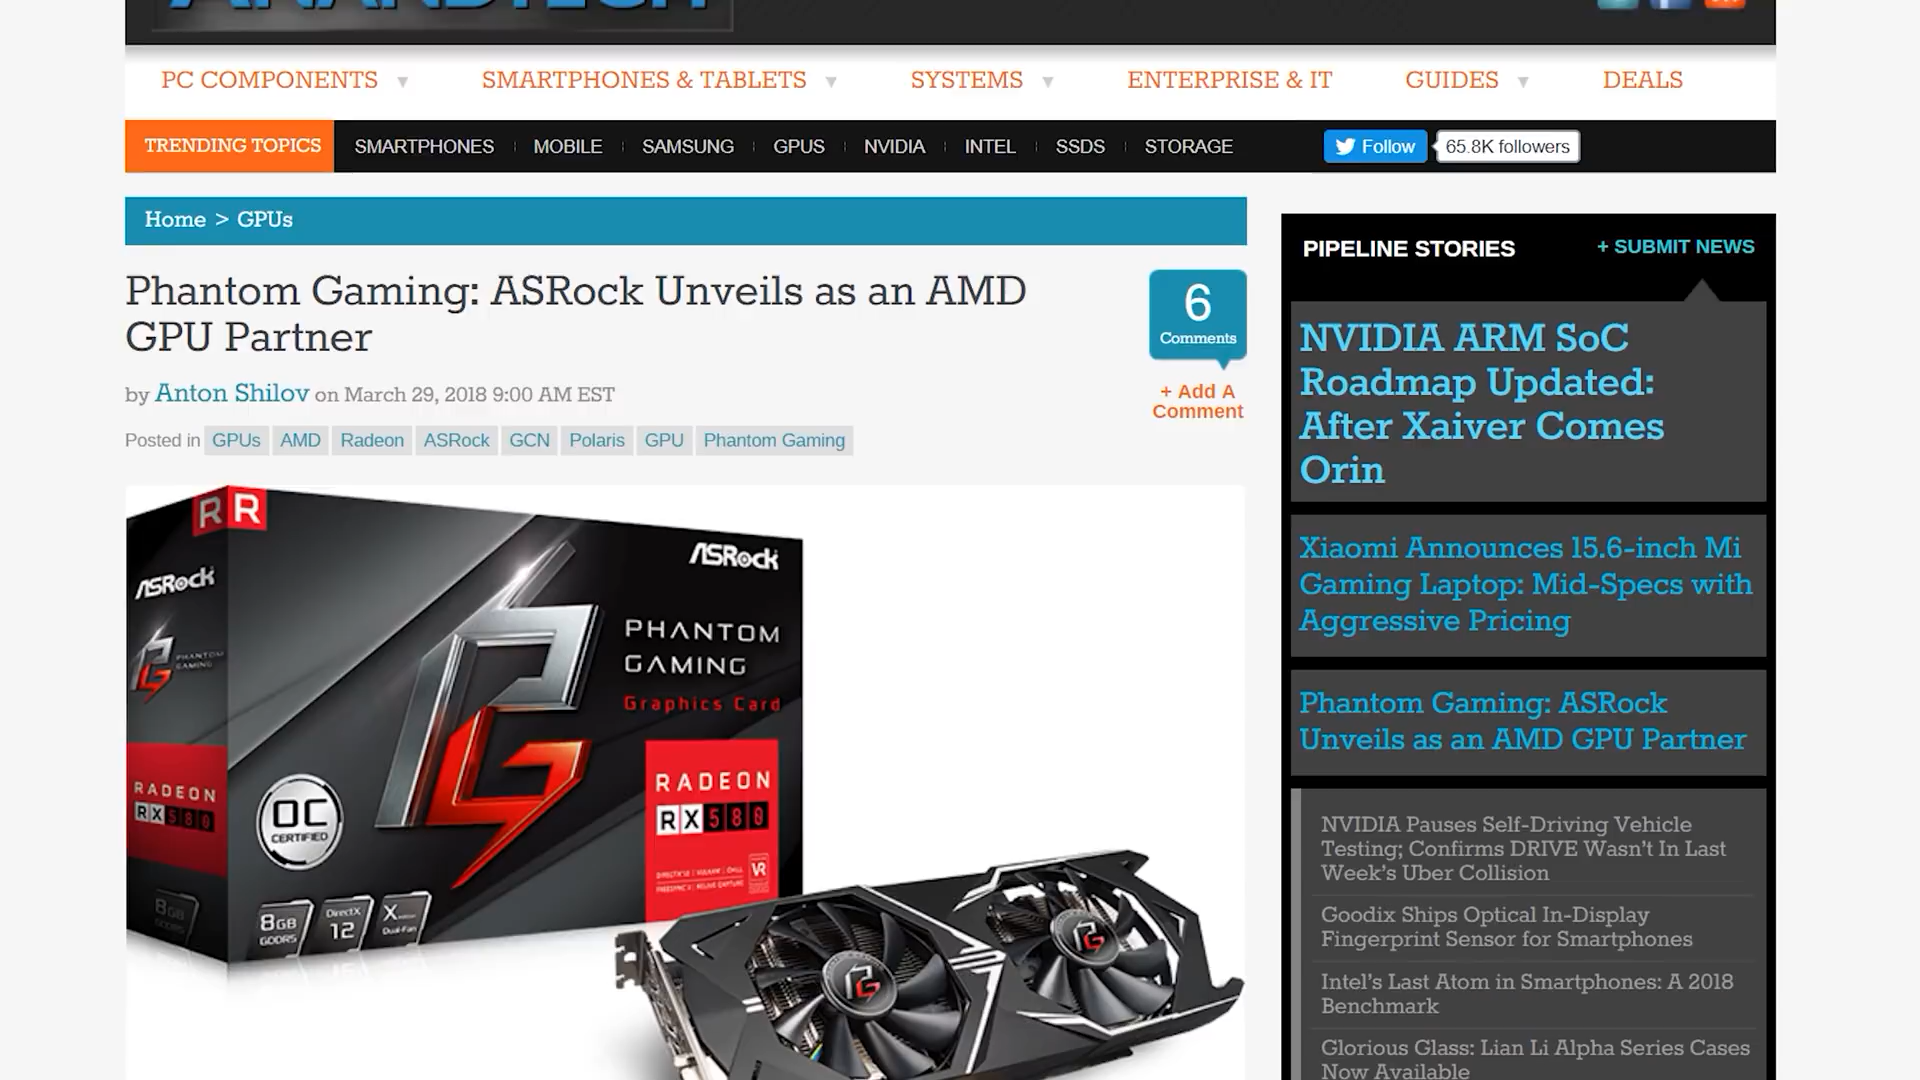 ANANDTECH
PC COMPONENTS
SMARTPHONES & TABLETS
SYSTEMS
ENTERPRISE & IT
GUIDES
DEALS
TRENDING TOPICS
SMARTPHONES
MOBILE
SAMSUNG
GPUS
NVIDIA
INTEL
SSDS
STORAGE
Follow
65.8K followers
Home > GPUs
Phantom Gaming: ASRock Unveils as an AMD
GPU Partner
by Anton Shilov on March 29, 2018 9:00 AM EST
Posted in GPUs AMD Radeon ASRock GCN Polaris GPU Phantom Gaming
6
Comments
+ Add A
Comment
R R
ASRock
PHANTOM
GAMING
RADEON
RX 580
8GB
GDDR5
ASRock
PHANTOM
GAMING
Graphics Card
RADEON
RX 580
VR
OC
CERTIFIED
8GB
GDDR5
DirectX
12
Dual-Fan
PIPELINE STORIES
+ SUBMIT NEWS
NVIDIA ARM SoC
Roadmap Updated:
After Xaiver Comes
Orin
Xiaomi Announces 15.6-inch Mi
Gaming Laptop: Mid-Specs with
Aggressive Pricing
Phantom Gaming: ASRock
Unveils as an AMD GPU Partner
NVIDIA Pauses Self-Driving Vehicle
Testing; Confirms DRIVE Wasn't In Last
Week's Uber Collision
Goodix Ships Optical In-Display
Fingerprint Sensor for Smartphones
Intel's Last Atom in Smartphones: A 2018
Benchmark
Glorious Glass: Lian Li Alpha Series Cases
Now Available